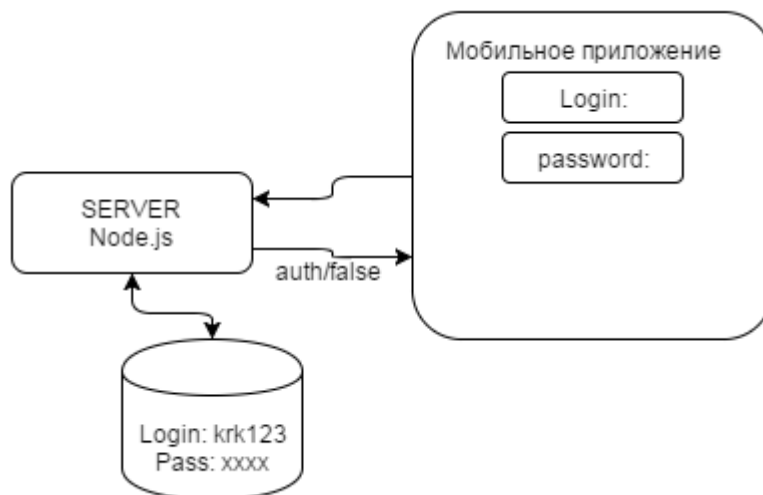 Мобильное приложение
Login:
password:
SERVER
Node.js
auth/false
Login: krk123
Pass: xxxx